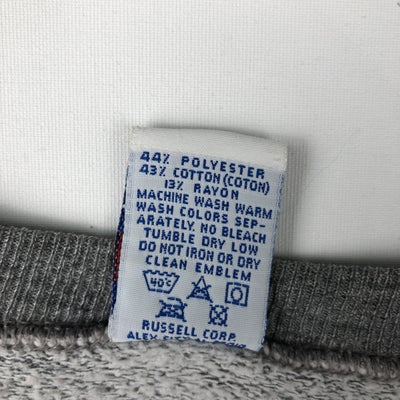 44% POLYESTER
43% COTTON (COTON)
13% RAYON
MACHINE WASH WARM
WASH COLORS SEP-
ARATELY. NO BLEACH
TUMBLE DRY LOW
DO NOT IRON OR DRY
CLEAN EMBLEM
40°C
RUSSELL CORP.
ALEX